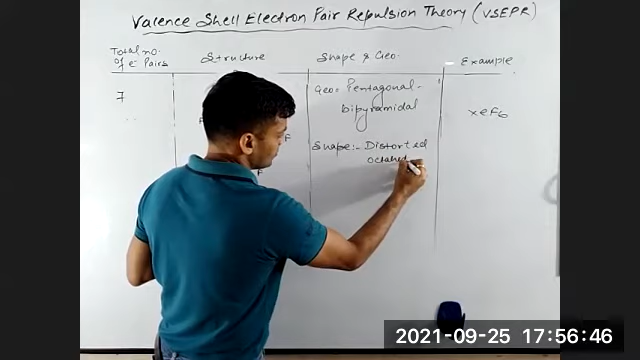 Valence Shell Electron Pair Repulsion Theory (VSEPR)
Total no. of e⁻ Pairs
Structure
Shape & Geo.
Example
7
F
F
F
Geo:- Pentagonal-
bipyramidal
Shape:- Distorted
octahed
XeF6
2021-09-25 17:56:46